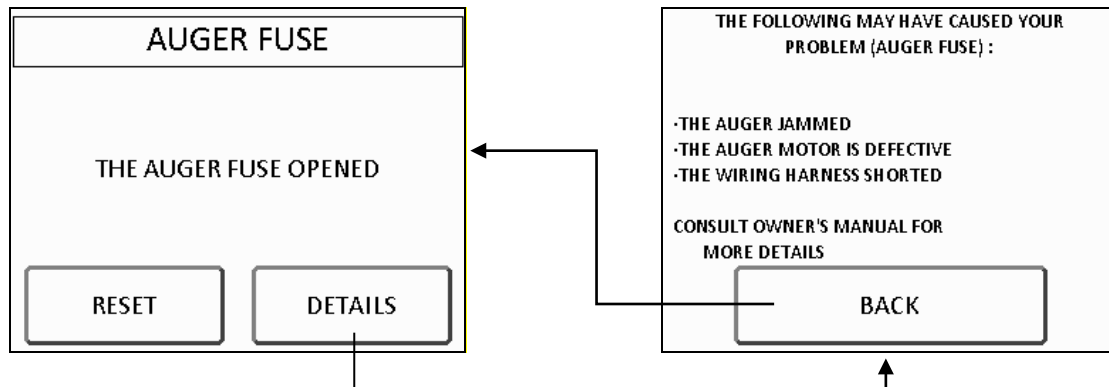 AUGER FUSE
THE AUGER FUSE OPENED
RESET
DETAILS
THE FOLLOWING MAY HAVE CAUSED YOUR
PROBLEM (AUGER FUSE) :
·THE AUGER JAMMED
·THE AUGER MOTOR IS DEFECTIVE
·THE WIRING HARNESS SHORTED
CONSULT OWNER'S MANUAL FOR
MORE DETAILS
BACK